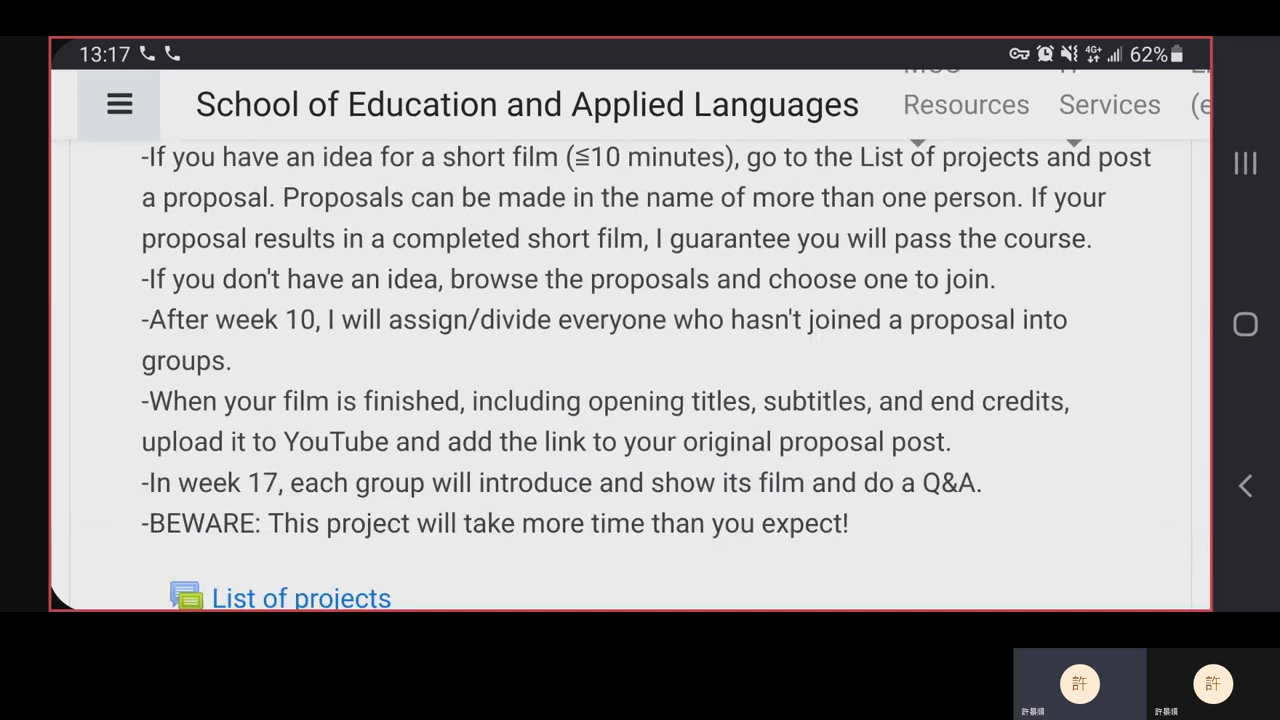 13:17
4G+
62%
School of Education and Applied Languages
Resources
Services
(e
-If you have an idea for a short film (≦10 minutes), go to the List of projects and post
a proposal. Proposals can be made in the name of more than one person. If your
proposal results in a completed short film, I guarantee you will pass the course.
-If you don't have an idea, browse the proposals and choose one to join.
-After week 10, I will assign/divide everyone who hasn't joined a proposal into
groups.
-When your film is finished, including opening titles, subtitles, and end credits,
upload it to YouTube and add the link to your original proposal post.
-In week 17, each group will introduce and show its film and do a Q&A.
-BEWARE: This project will take more time than you expect!
List of projects
許
許